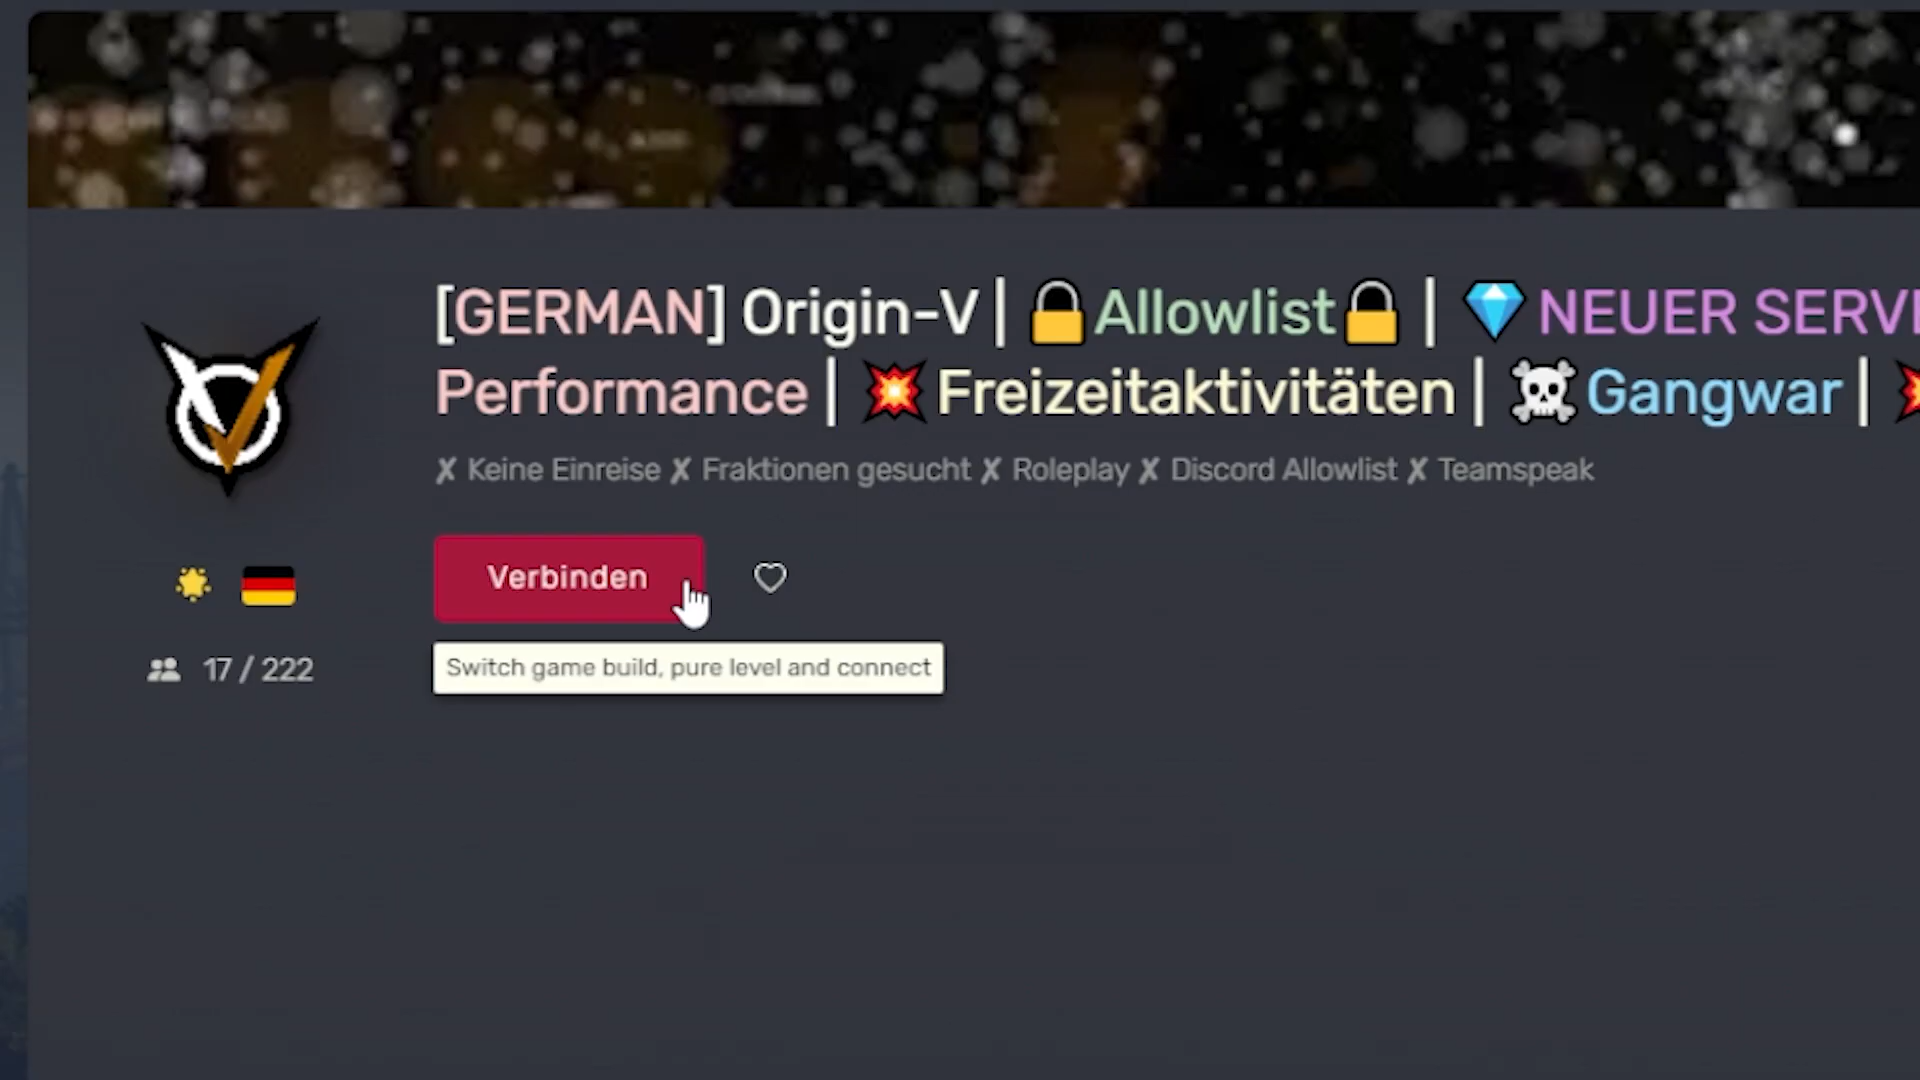 [GERMAN] Origin-V | 🔒Allowlist🔒 | 💎NEUER SERV
Performance | 💥Freizeitaktivitäten | ☠Gangwar | 💥
✘ Keine Einreise ✘ Fraktionen gesucht ✘ Roleplay ✘ Discord Allowlist ✘ Teamspeak
Verbinden
17 / 222
Switch game build, pure level and connect